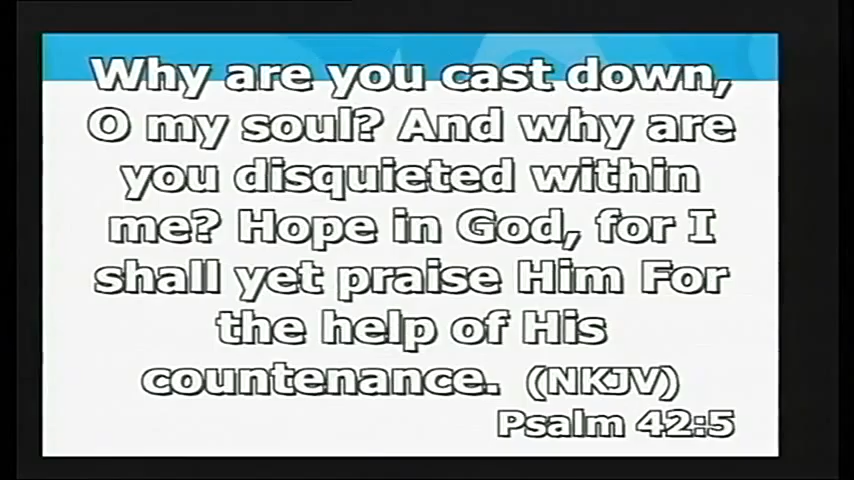 Why are you cast down,
O my soul? And why are
you disquieted within
me? Hope in God, for I
shall yet praise Him For
the help of His
countenance. (NKJV)
Psalm 42:5